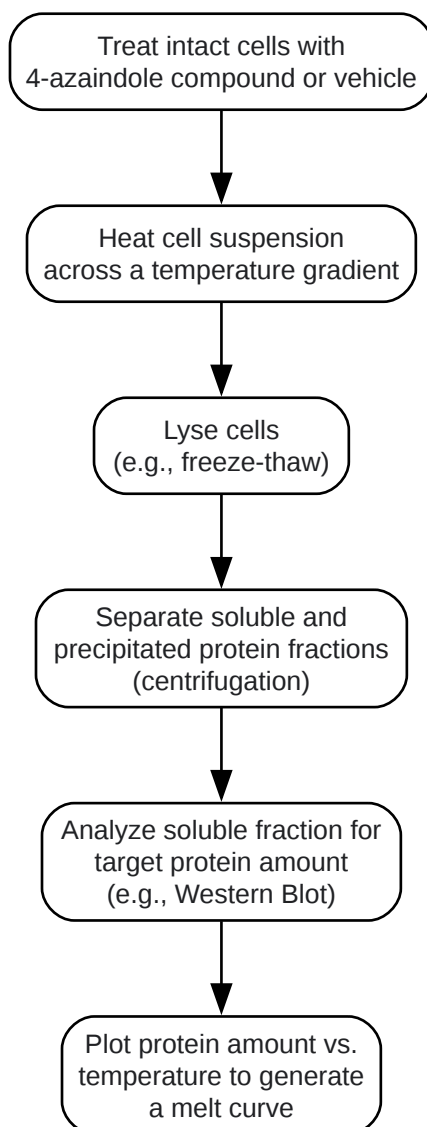 Treat intact cells with
4-azaindole compound or vehicle
Heat cell suspension
across a temperature gradient
Lyse cells
(e.g., freeze-thaw)
Separate soluble and
precipitated protein fractions
(centrifugation)
Analyze soluble fraction for
target protein amount
(e.g., Western Blot)
Plot protein amount vs.
temperature to generate
a melt curve